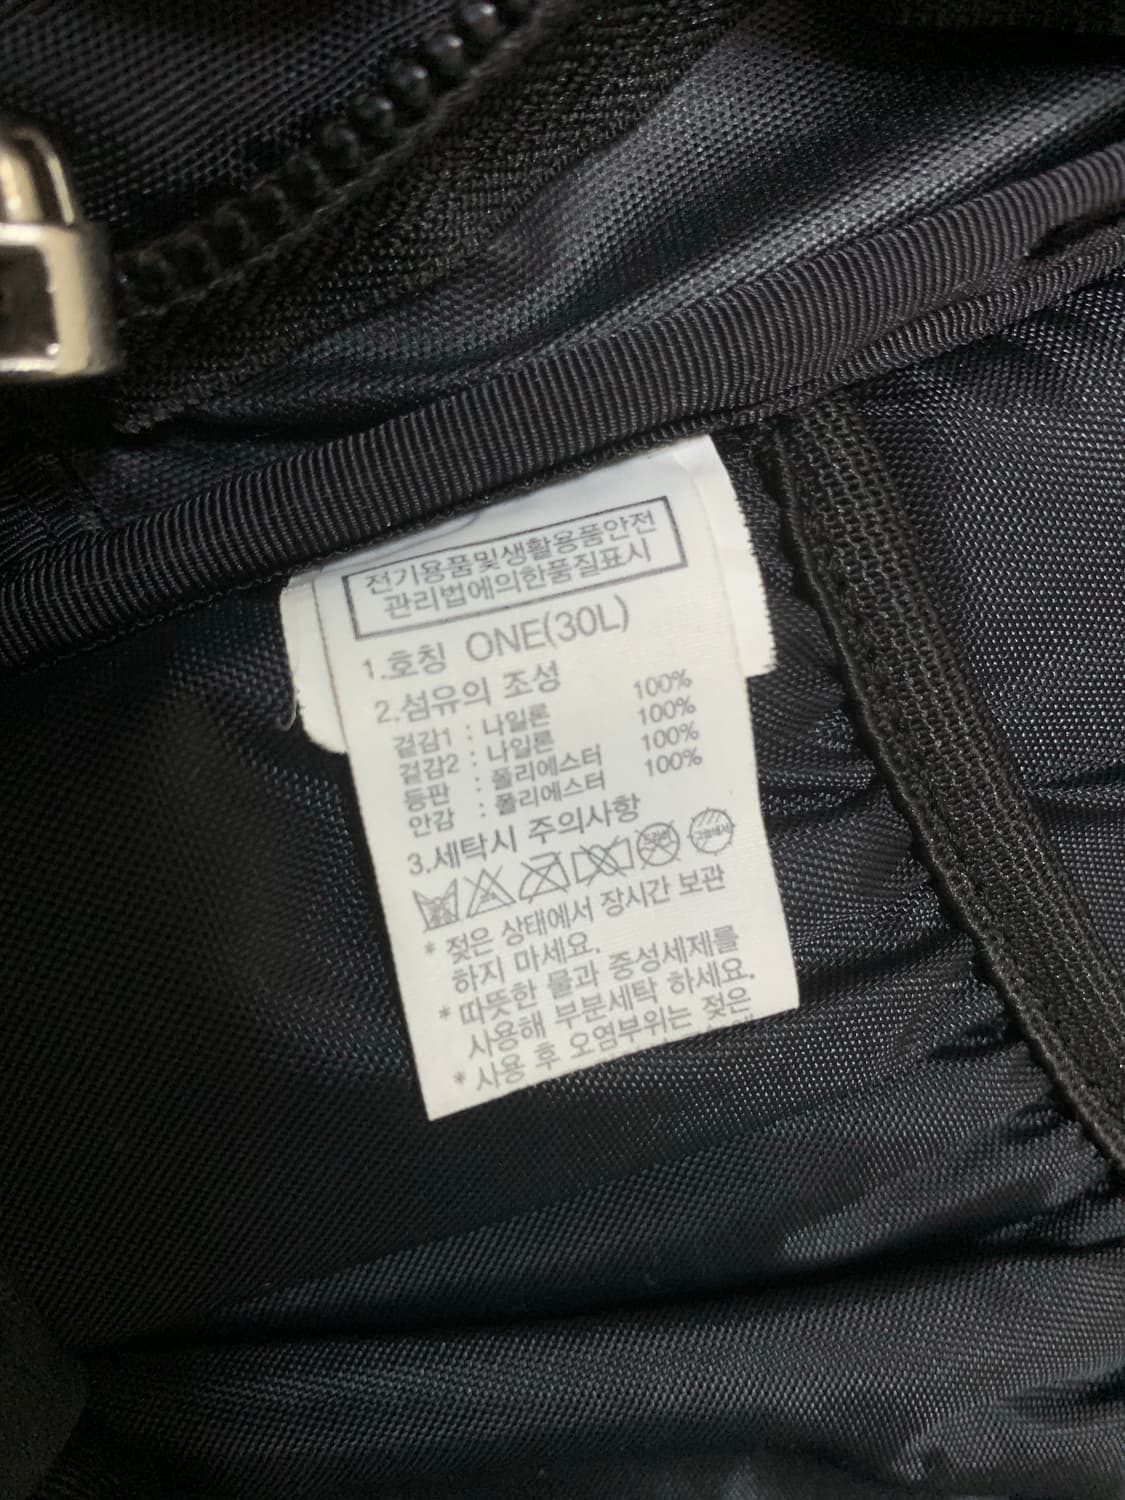 전기용품및생활용품안전
관리법에의한품질표시
1.호칭 ONE(30L)
2.섬유의 조성
겉감1 : 나일론 100%
겉감2 : 나일론 100%
등판 : 폴리에스터 100%
안감 : 폴리에스터 100%
3.세탁시 주의사항
* 젖은 상태에서 장시간 보관
하지 마세요.
* 따뜻한 물과 중성세제를
사용해 부분세탁 하세요.
* 사용 후 오염부위는 젖은